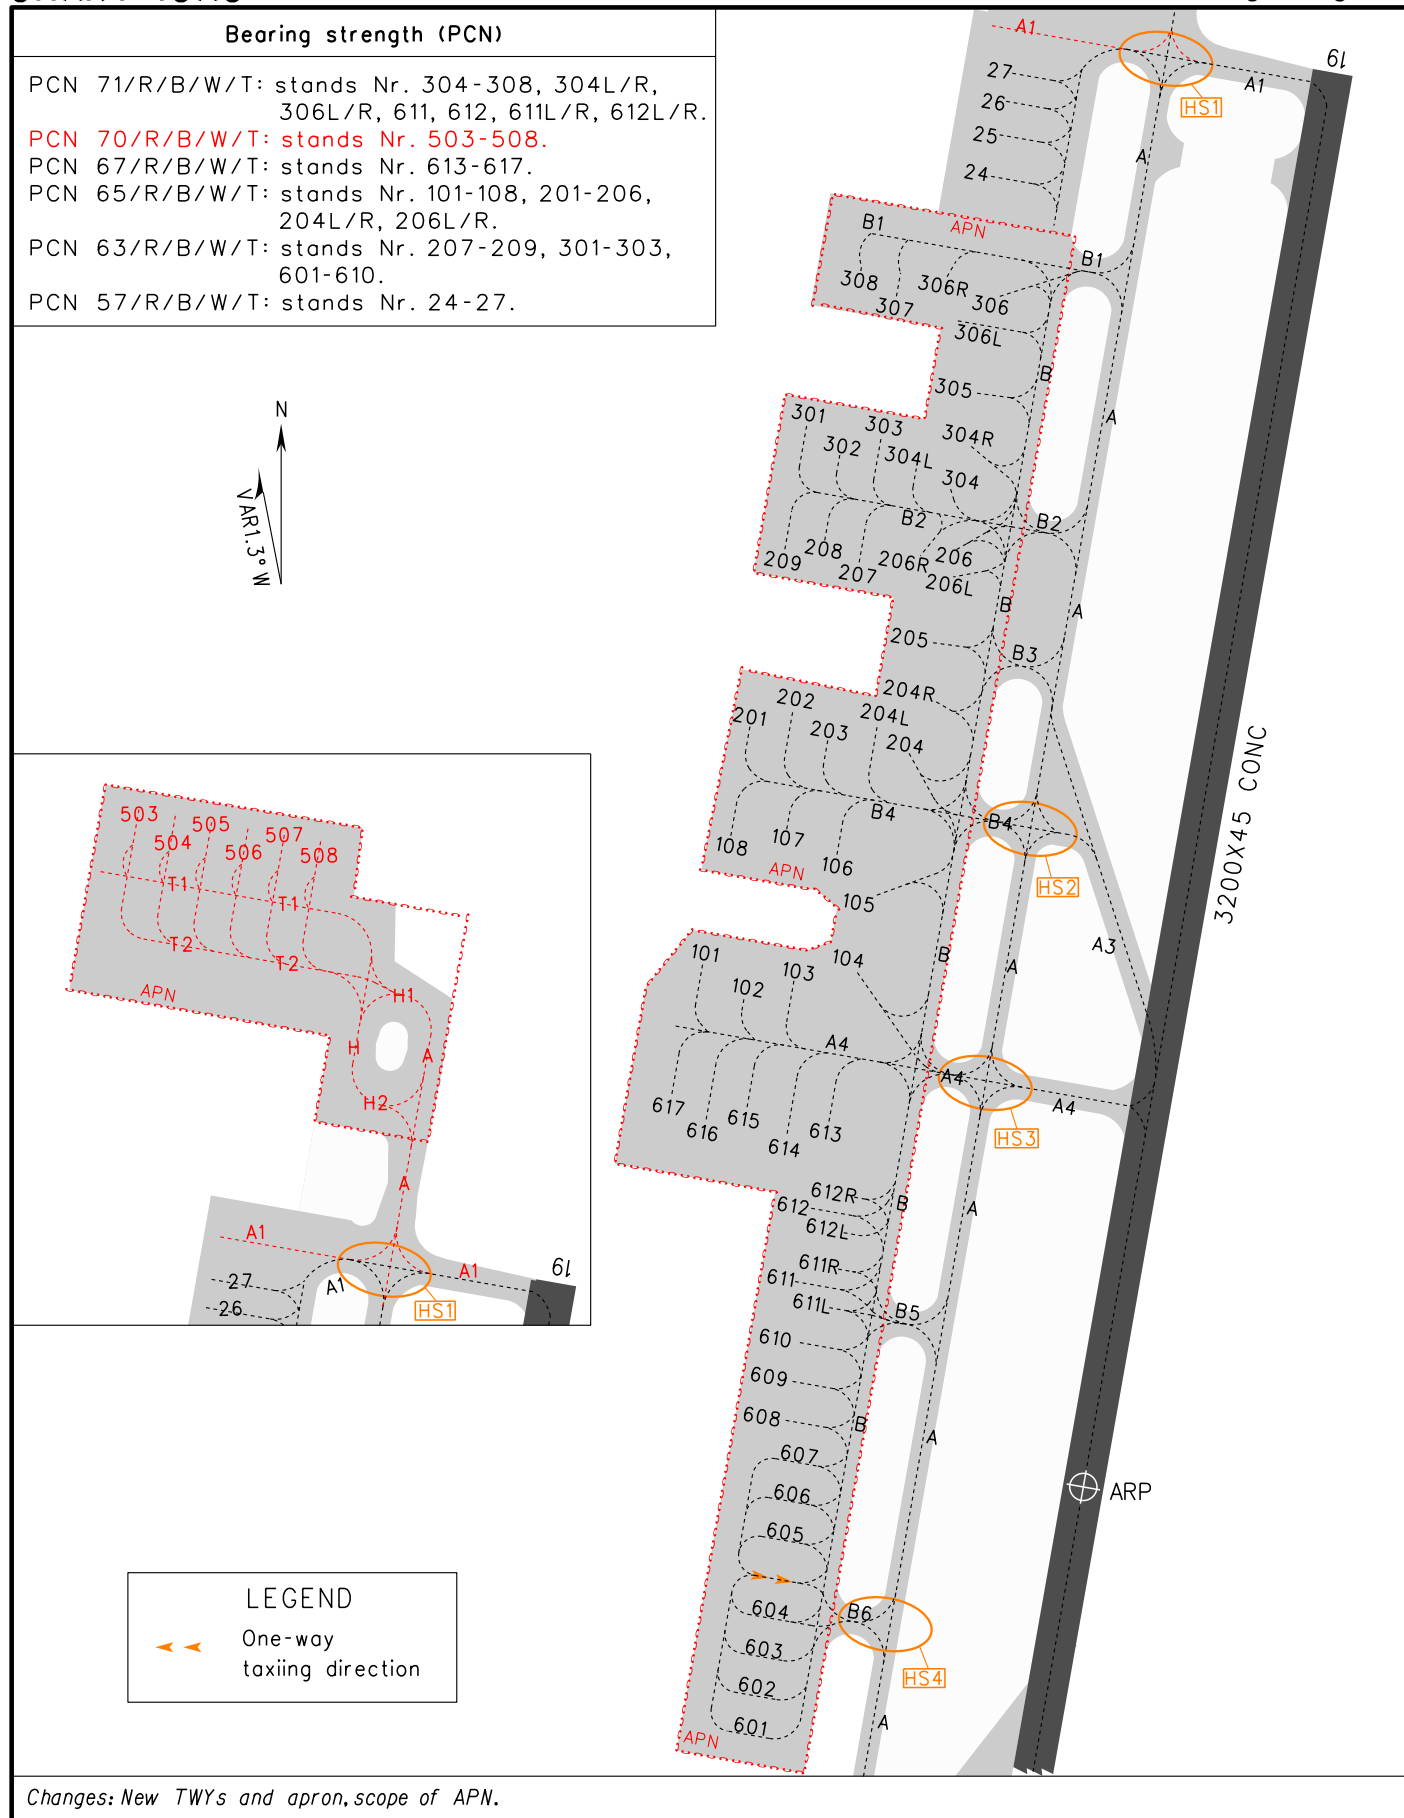 Bearing strength (PCN)
PCN 71/R/B/W/T: stands Nr. 304-308, 304L/R,
306L/R, 611, 612, 611L/R, 612L/R.
PCN 70/R/B/W/T: stands Nr. 503-508.
PCN 67/R/B/W/T: stands Nr. 613-617.
PCN 65/R/B/W/T: stands Nr. 101-108, 201-206,
204L/R, 206L/R.
PCN 63/R/B/W/T: stands Nr. 207-209, 301-303,
601-610.
PCN 57/R/B/W/T: stands Nr. 24-27.
A1
19
27
A1
HS1
26
25
A
24
B1
APN
B1
308
306R
306
307
306L
B
305
A
301
303
304R
302
304L
304
B2
B2
208
206R
206
209
207
206L
B
A
205
B3
204R
202
204L
201
203
204
3200X45 CONC
B4
B4
107
108
106
APN
HS2
105
A3
101
103
104
B
A
102
A4
A4
A4
617
615
613
616
614
HS3
612R
612
B
A
612L
611R
611
611L
B5
610
609
608
B
A
607
606
ARP
605
604
B6
603
HS4
602
601
A
APN
N
VAR1.3° W
503
505
507
504
506
508
T1
T1
T2
T2
APN
H1
H
A
H2
A
A1
A1
19
27
A1
26
HS1
LEGEND
One-way
taxiing direction
Changes: New TWYs and apron, scope of APN.